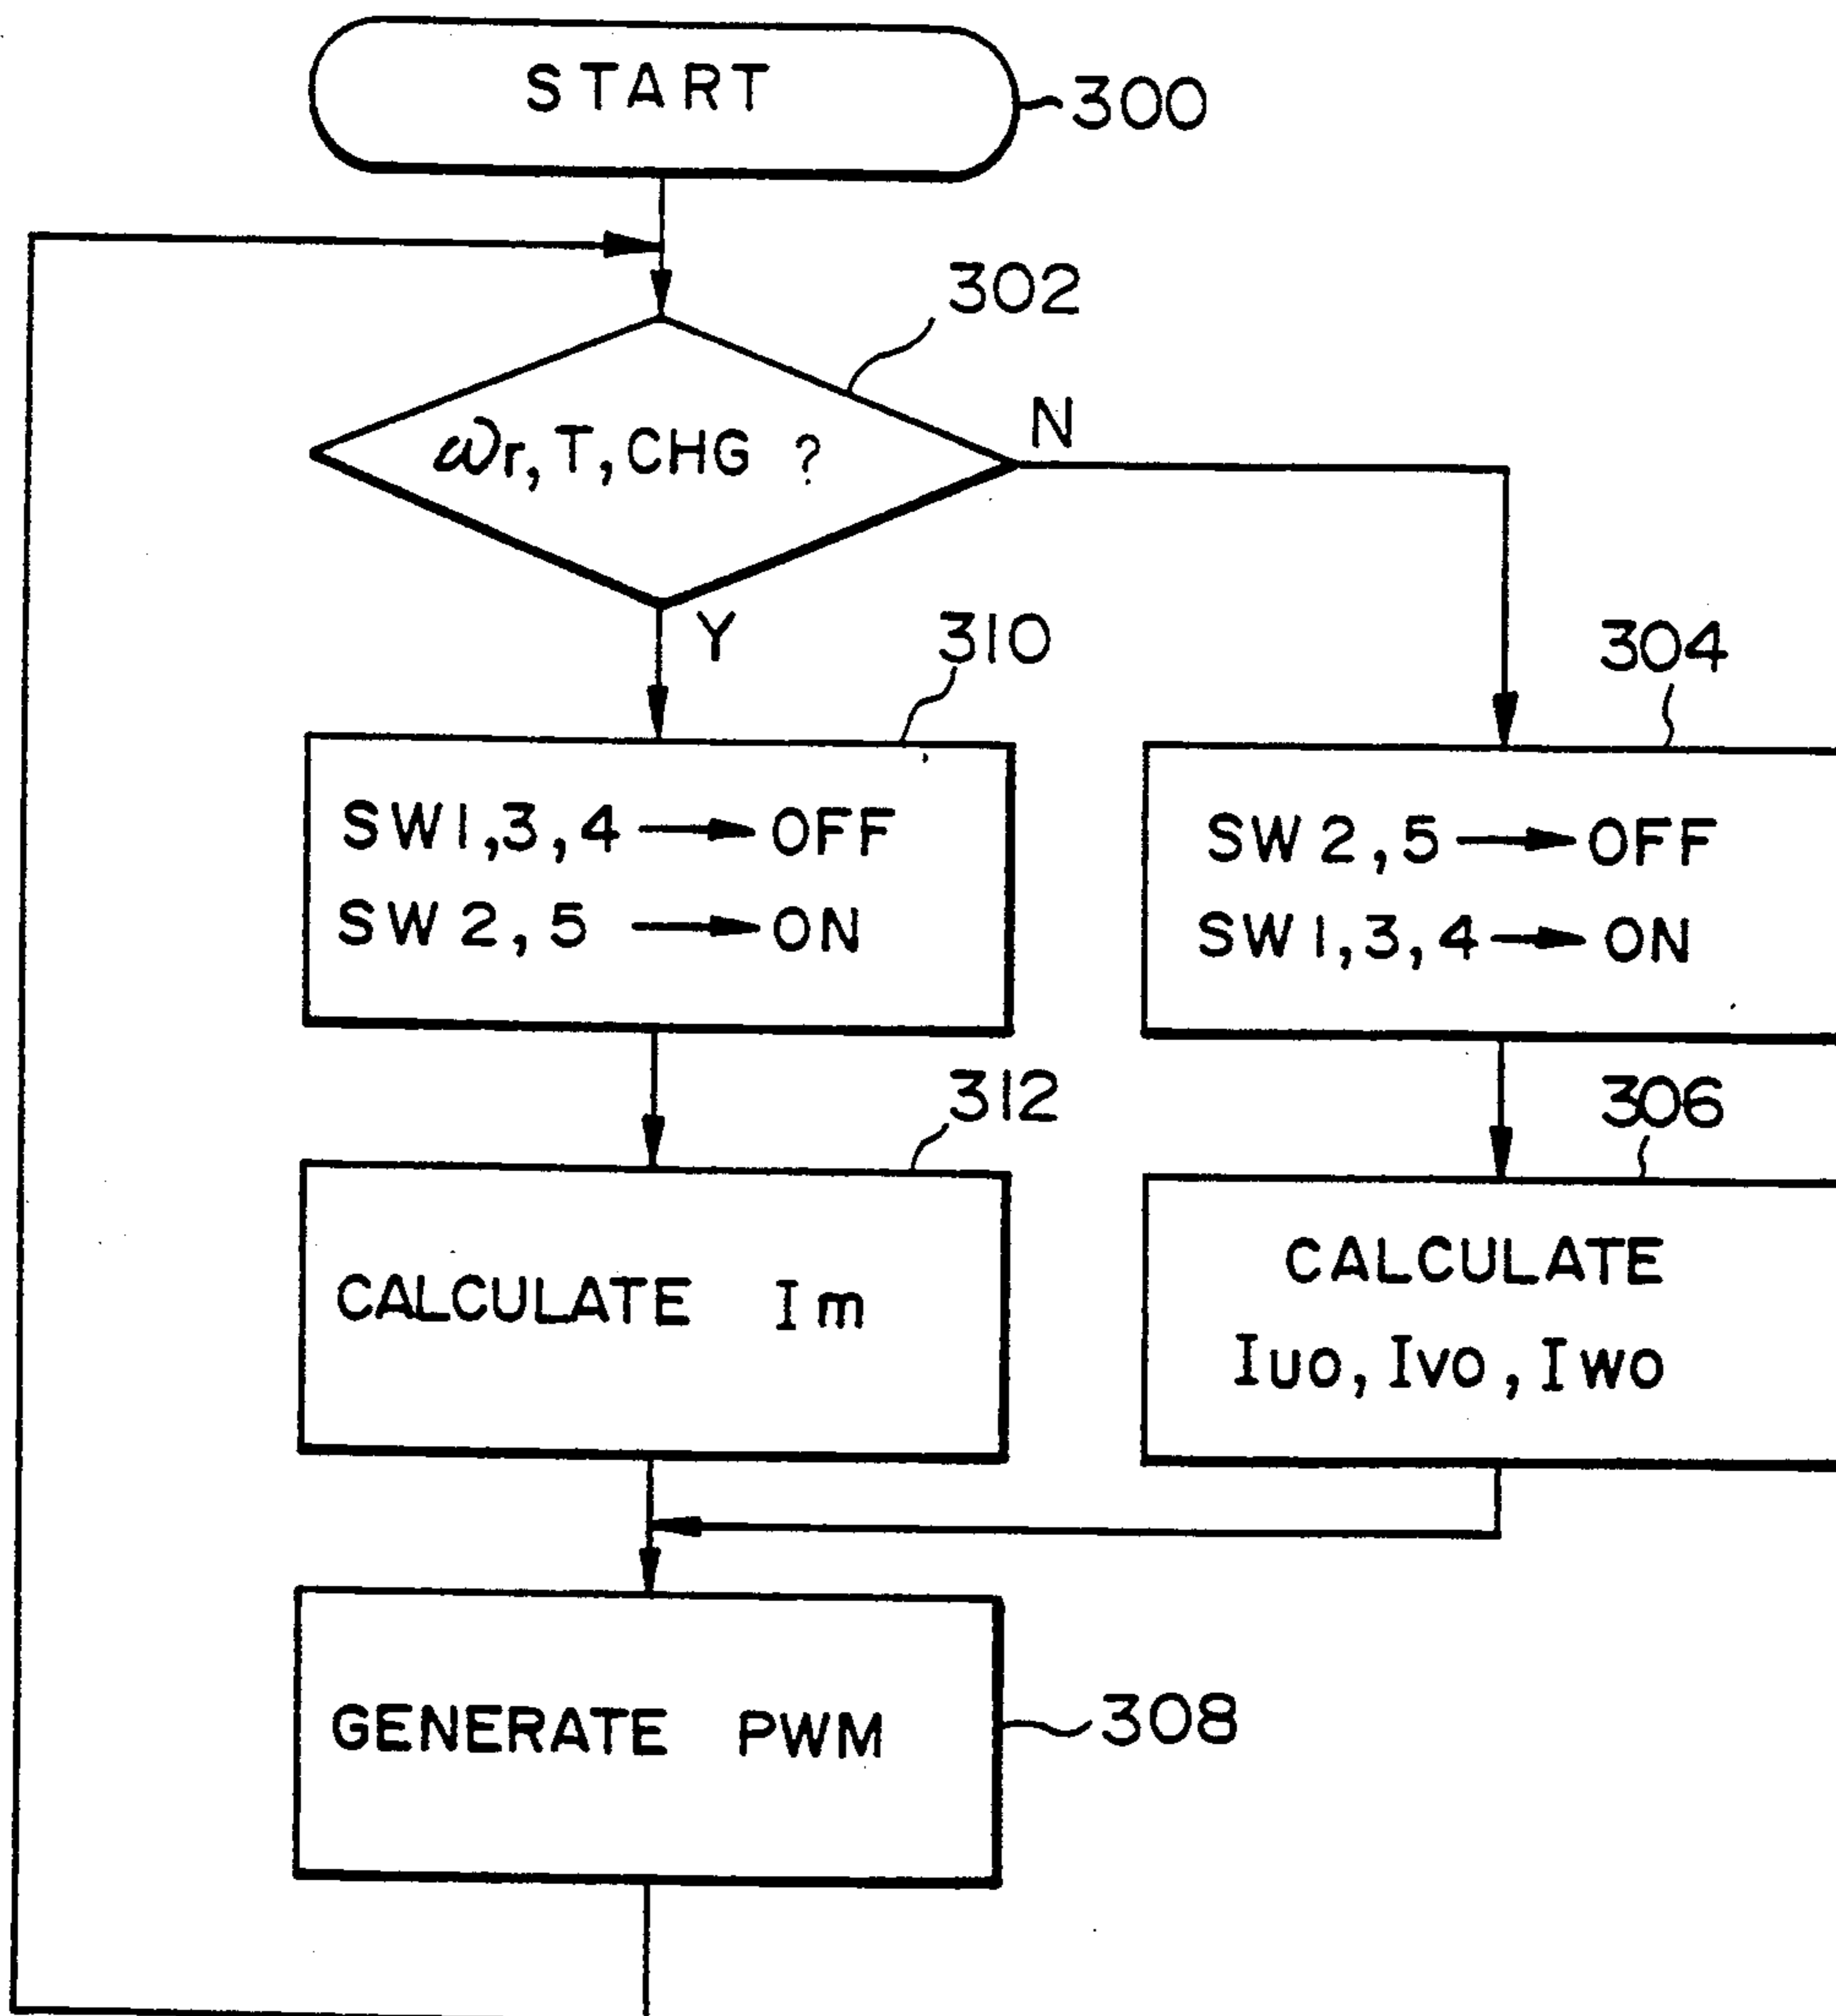 START
300
302
ωr, T, CHG ?
N
Y
310
304
SW1,3,4 → OFF
SW2,5 → ON
SW2,5 → OFF
SW1,3,4 → ON
312
306
CALCULATE Im
CALCULATE
Iuo, Ivo, Iwo
GENERATE PWM
308